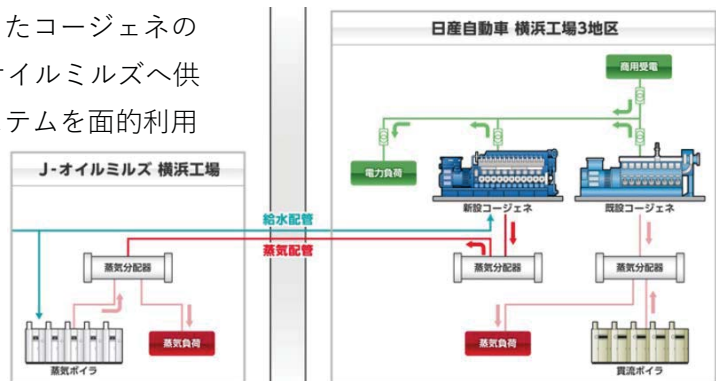 たコージェネの
オイルミルズへ供
ステムを面的利用
日産自動車 横浜工場3地区
商用受電
電力負荷
新設コージェネ
既設コージェネ
J-オイルミルズ 横浜工場
給水配管
蒸気配管
蒸気分配器
蒸気分配器
蒸気分配器
蒸気ボイラ
蒸気負荷
蒸気負荷
貫流ボイラ